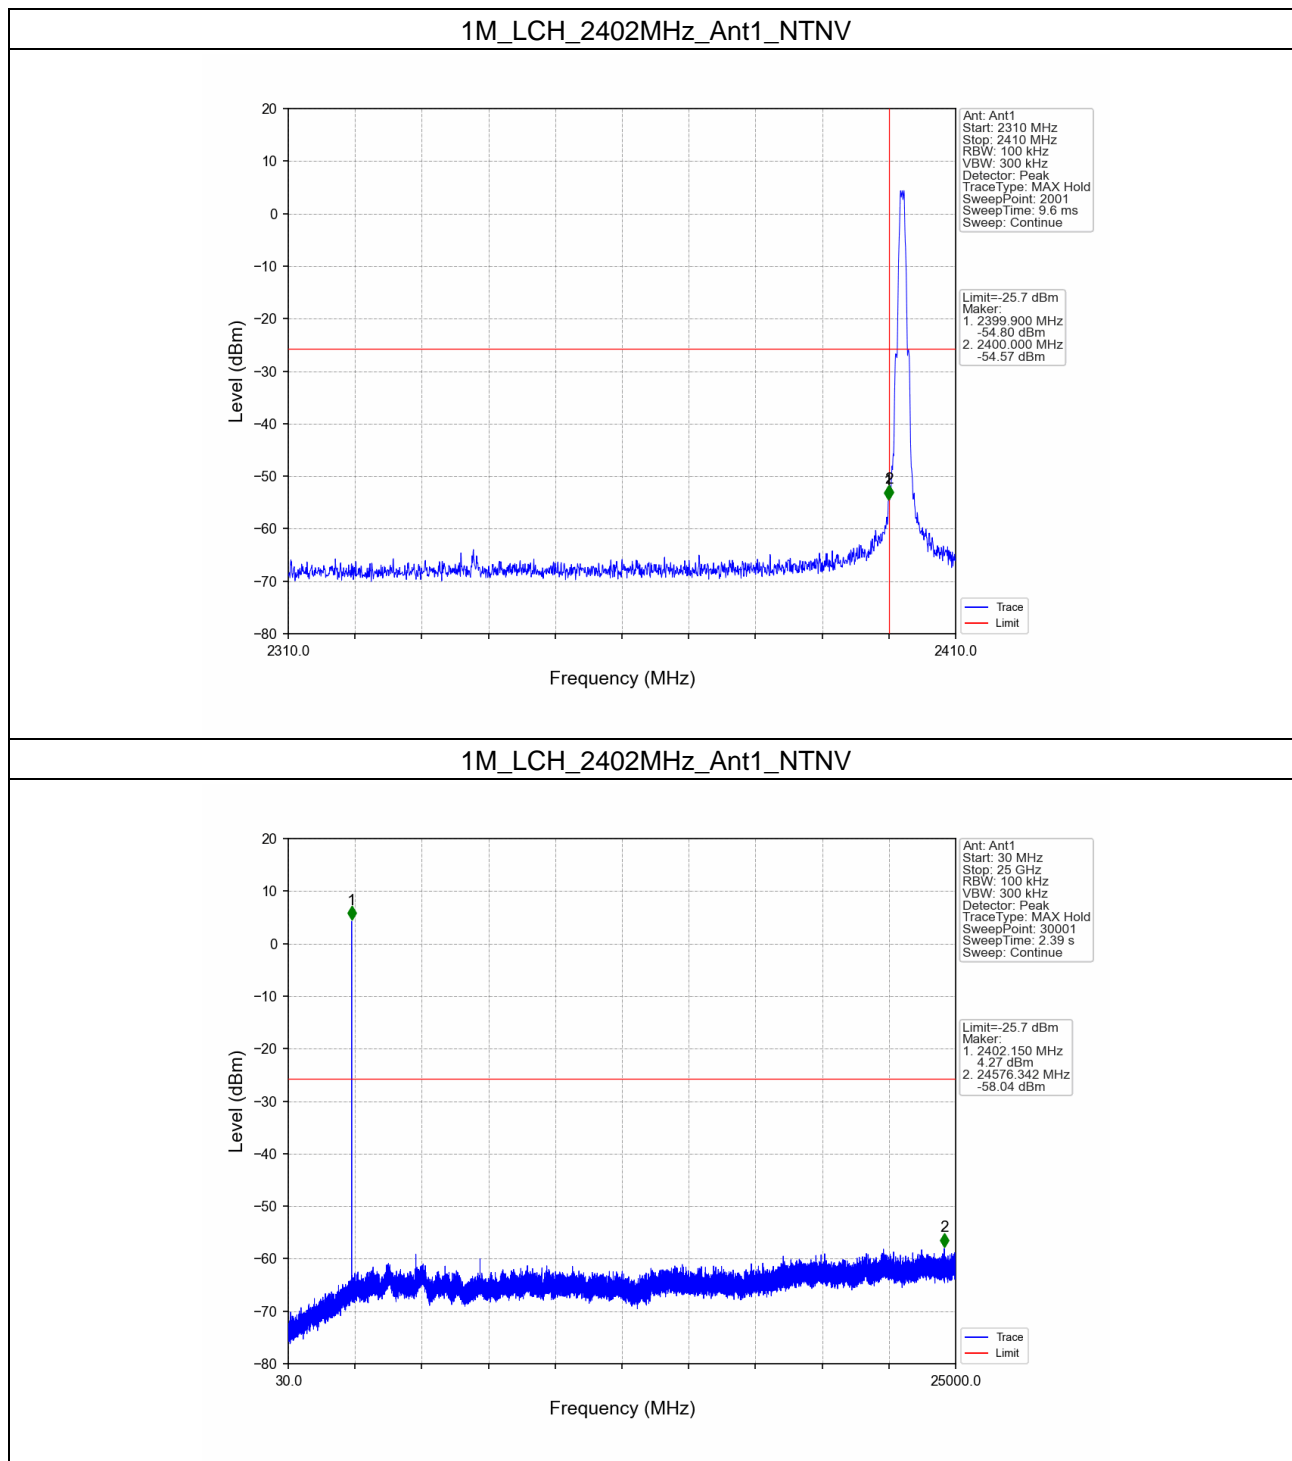 1M_LCH_2402MHz_Ant1_NTNV
20
10
0
−10
−20
−30
−40
−50
−60
−70
−80
Level (dBm)
2310.0
2410.0
Frequency (MHz)
2
Ant: Ant1
Start: 2310 MHz
Stop: 2410 MHz
RBW: 100 kHz
VBW: 300 kHz
Detector: Peak
TraceType: MAX Hold
SweepPoint: 2001
SweepTime: 9.6 ms
Sweep: Continue
Limit=-25.7 dBm
Maker:
1. 2399.900 MHz
-54.80 dBm
2. 2400.000 MHz
-54.57 dBm
Trace
Limit
1M_LCH_2402MHz_Ant1_NTNV
20
10
0
−10
−20
−30
−40
−50
−60
−70
−80
Level (dBm)
30.0
25000.0
Frequency (MHz)
1
2
Ant: Ant1
Start: 30 MHz
Stop: 25 GHz
RBW: 100 kHz
VBW: 300 kHz
Detector: Peak
TraceType: MAX Hold
SweepPoint: 30001
SweepTime: 2.39 s
Sweep: Continue
Limit=-25.7 dBm
Maker:
1. 2402.150 MHz
4.27 dBm
2. 24576.342 MHz
-58.04 dBm
Trace
Limit